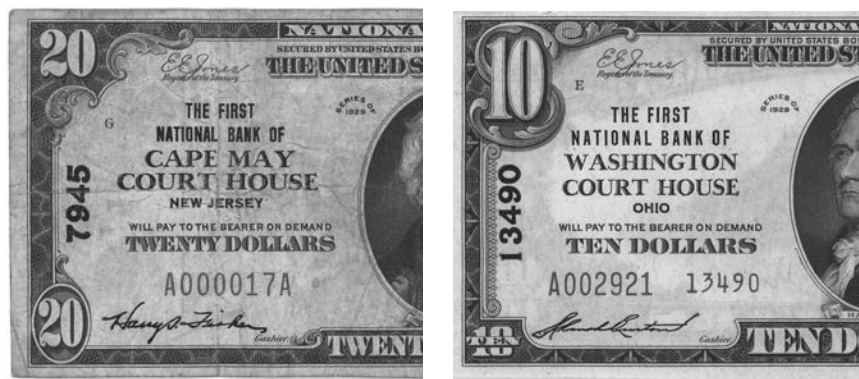 20
NATIONA
SECURED BY UNITED STATES BO
THE UNITED S
E.E. Jones
Register of the Treasury.
SERIES OF
1929
G
THE FIRST
NATIONAL BANK OF
CAPE MAY
COURT HOUSE
NEW JERSEY
7945
WILL PAY TO THE BEARER ON DEMAND
TWENTY DOLLARS
A000017A
20
Cashier
TWENT
10
NATIONA
SECURED BY UNITED STATES BO
THE UNITED S
E.E. Jones
Register of the Treasury.
SERIES OF
1929
E
THE FIRST
NATIONAL BANK OF
WASHINGTON
COURT HOUSE
OHIO
13490
WILL PAY TO THE BEARER ON DEMAND
TEN DOLLARS
A002921 13490
10
TEN
Cashier
TEN D